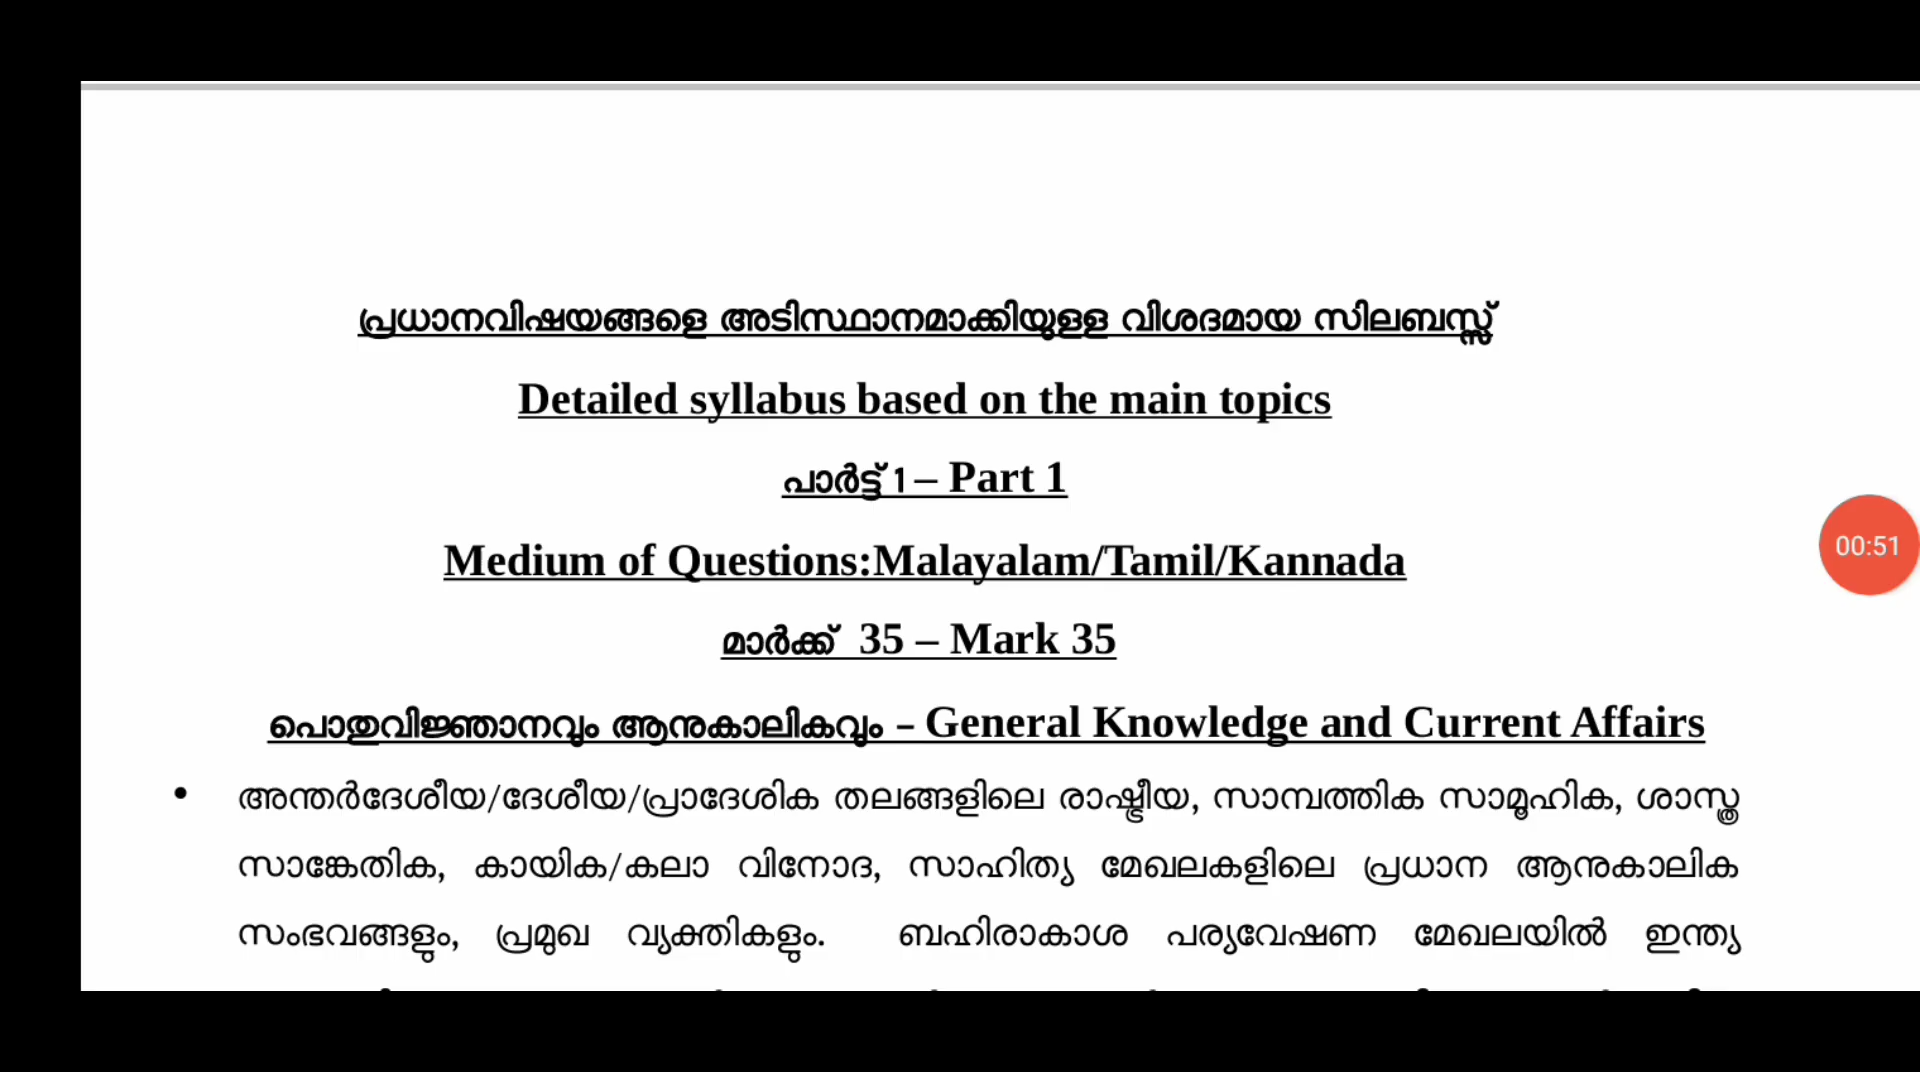 പ്രധാനവിഷയങ്ങളെ അടിസ്ഥാനമാക്കിയുള്ള വിശദമായ സിലബസ്സ്
Detailed syllabus based on the main topics
പാർട്ട് 1 – Part 1
Medium of Questions:Malayalam/Tamil/Kannada
00:51
മാർക്ക് 35 – Mark 35
പൊതുവിജ്ഞാനവും ആനുകാലികവും – General Knowledge and Current Affairs
• അന്തർദേശീയ/ദേശീയ/പ്രാദേശിക തലങ്ങളിലെ രാഷ്ട്രീയ, സാമ്പത്തിക സാമൂഹിക, ശാസ്ത്ര
സാങ്കേതിക, കായിക/കലാ വിനോദ, സാഹിത്യ മേഖലകളിലെ പ്രധാന ആനുകാലിക
സംഭവങ്ങളും, പ്രമുഖ വ്യക്തികളും. ബഹിരാകാശ പര്യവേഷണ മേഖലയിൽ ഇന്ത്യ